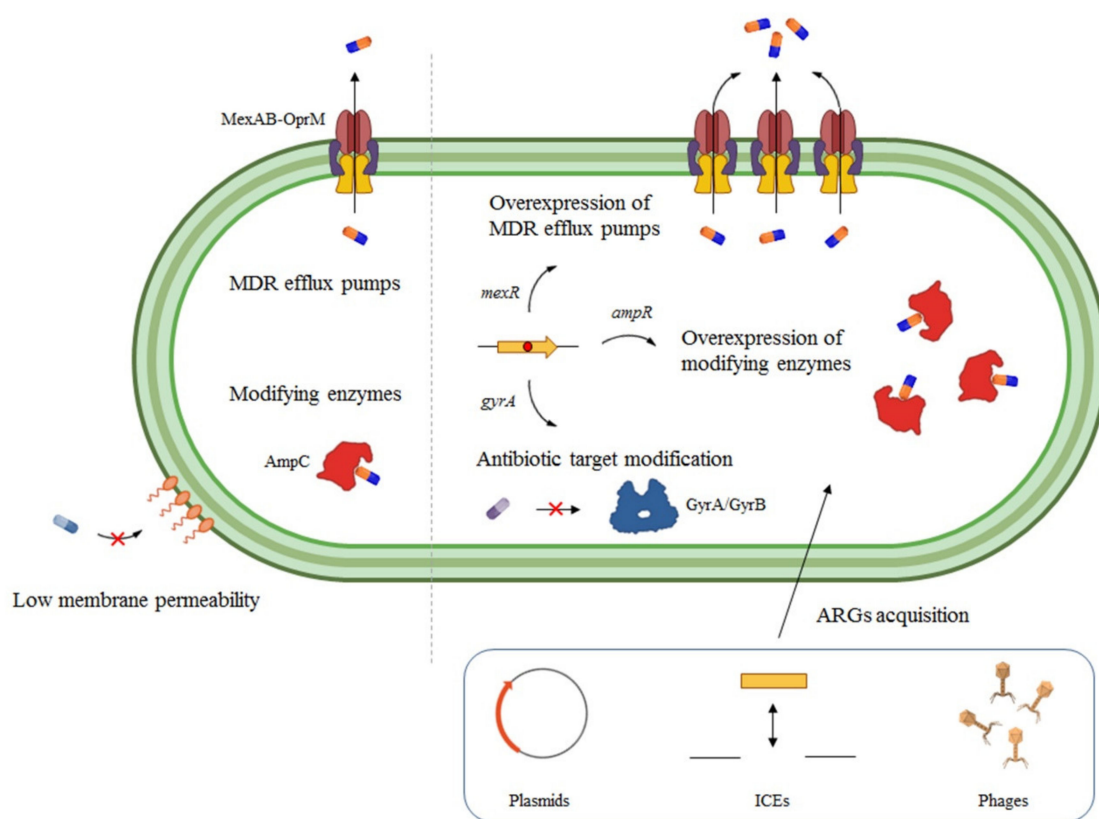 MexAB-OprM
Overexpression of
MDR efflux pumps
MDR efflux pumps
mexR
ampR
Overexpression of
modifying enzymes
Modifying enzymes
gyrA
AmpC
Antibiotic target modification
GyrA/GyrB
Low membrane permeability
ARGs acquisition
Plasmids
ICEs
Phages